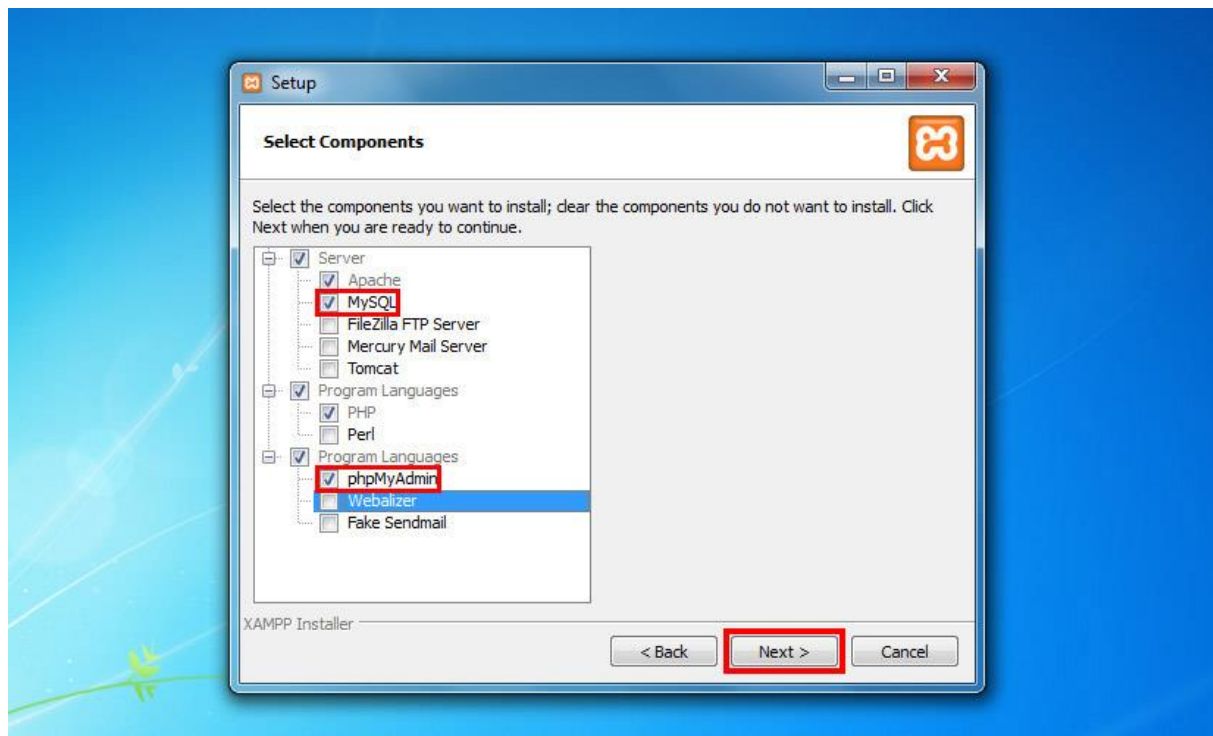 Setup
Select Components
Select the components you want to install; clear the components you do not want to install. Click
Next when you are ready to continue.
Server
Apache
MySQL
FileZilla FTP Server
Mercury Mail Server
Tomcat
Program Languages
PHP
Perl
Program Languages
phpMyAdmin
Webalizer
Fake Sendmail
XAMPP Installer
< Back Next > Cancel